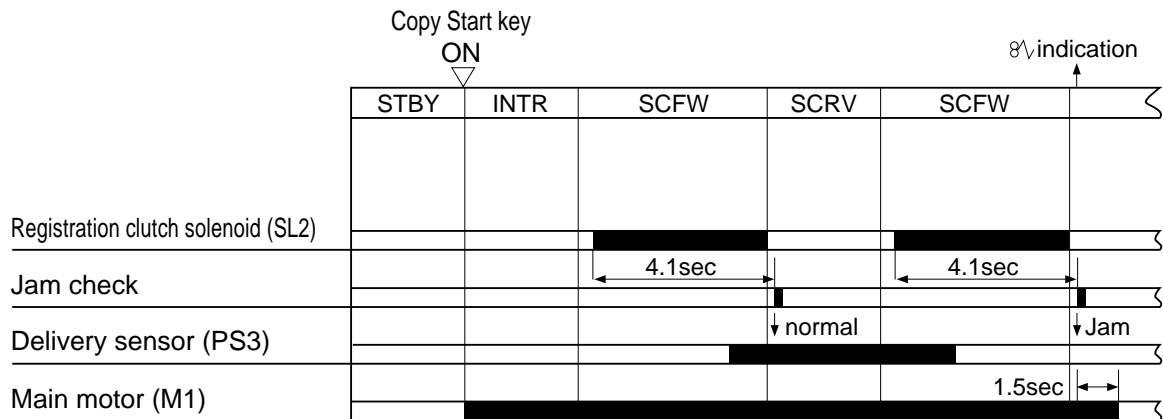 Copy Start key
ON
indication
STBY INTR SCFW SCRV SCFW
Registration clutch solenoid (SL2)
4.1sec 4.1sec
Jam check
normal Jam
Delivery sensor (PS3)
1.5sec
Main motor (M1)